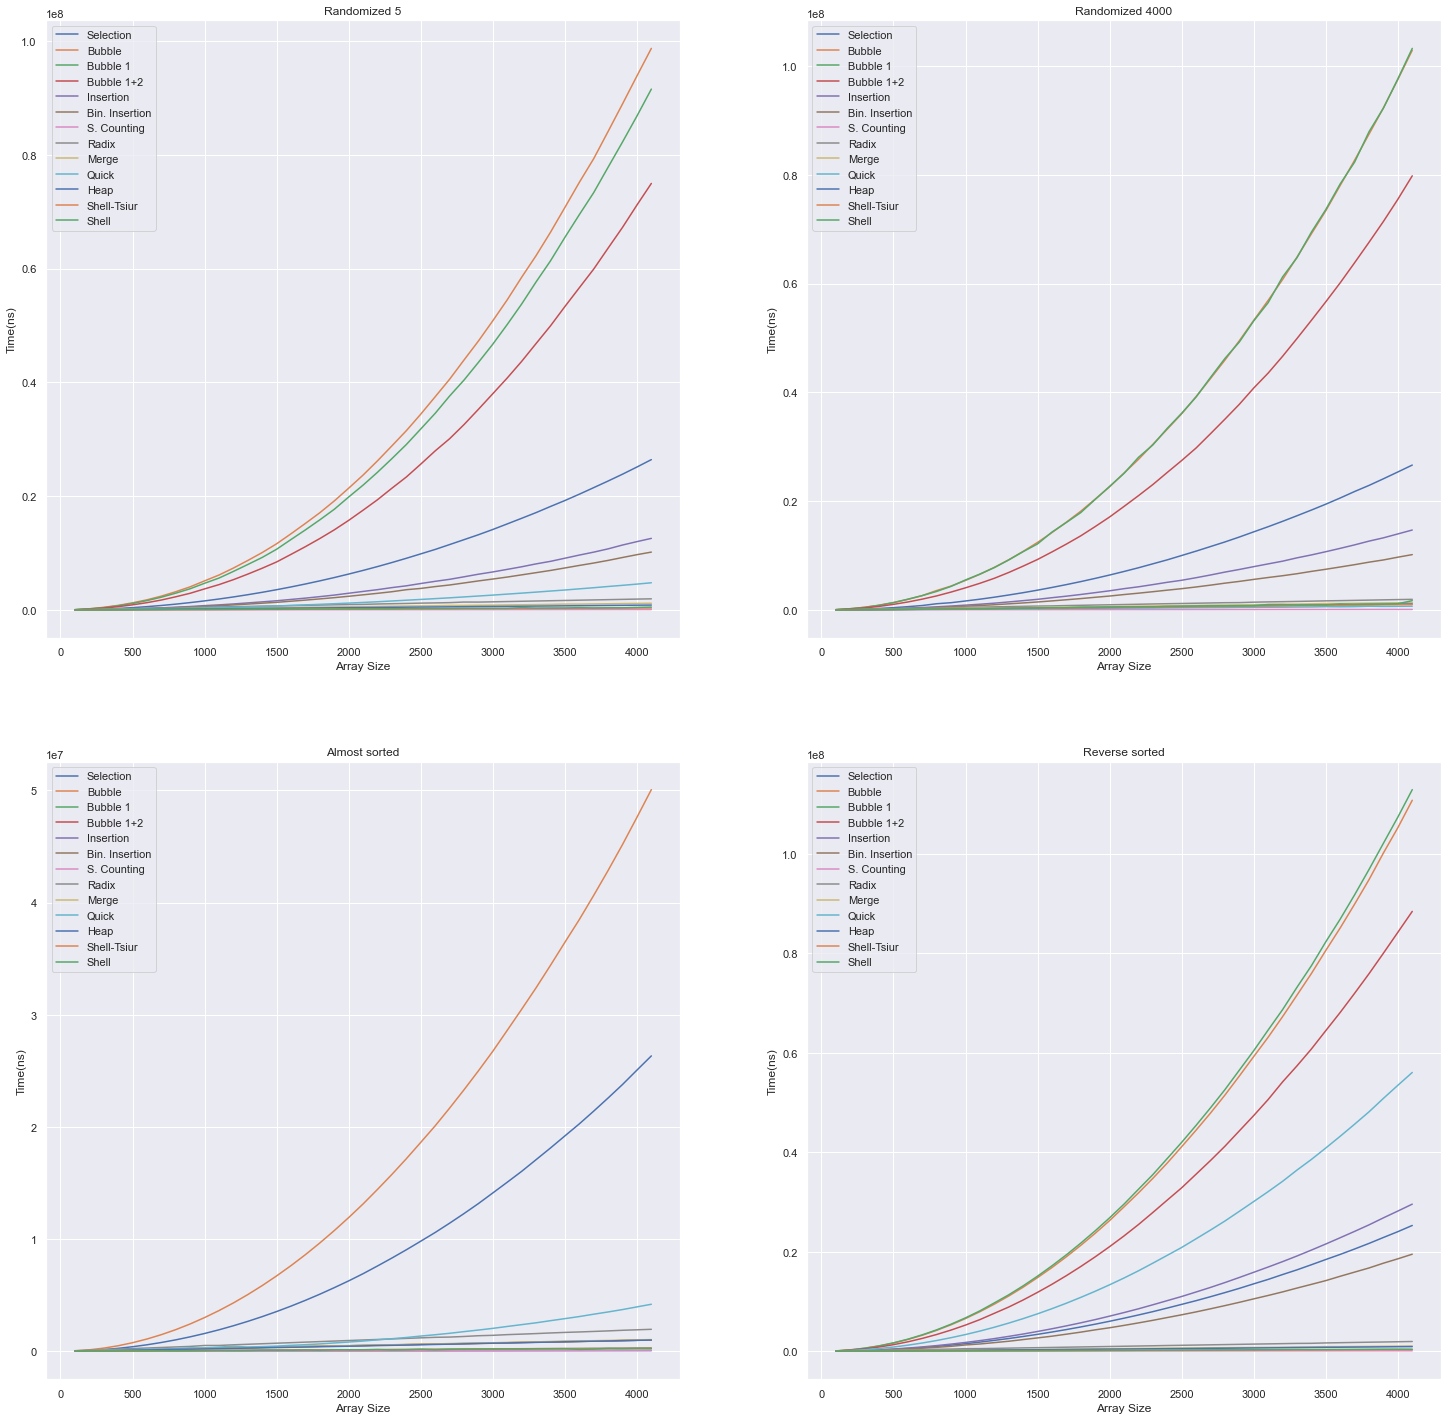 Randomized 5
1e8
Selection
Bubble
Bubble 1
Bubble 1+2
Insertion
Bin. Insertion
S. Counting
Radix
Merge
Quick
Heap
Shell-Tsiur
Shell
1.0
0.8
0.6
0.4
0.2
0.0
Time(ns)
0 500 1000 1500 2000 2500 3000 3500 4000
Array Size
Randomized 4000
1e8
Selection
Bubble
Bubble 1
Bubble 1+2
Insertion
Bin. Insertion
S. Counting
Radix
Merge
Quick
Heap
Shell-Tsiur
Shell
1.0
0.8
0.6
0.4
0.2
0.0
Time(ns)
0 500 1000 1500 2000 2500 3000 3500 4000
Array Size
Almost sorted
1e7
Selection
Bubble
Bubble 1
Bubble 1+2
Insertion
Bin. Insertion
S. Counting
Radix
Merge
Quick
Heap
Shell-Tsiur
Shell
5
4
3
2
1
0
Time(ns)
0 500 1000 1500 2000 2500 3000 3500 4000
Array Size
Reverse sorted
1e8
Selection
Bubble
Bubble 1
Bubble 1+2
Insertion
Bin. Insertion
S. Counting
Radix
Merge
Quick
Heap
Shell-Tsiur
Shell
1.0
0.8
0.6
0.4
0.2
0.0
Time(ns)
0 500 1000 1500 2000 2500 3000 3500 4000
Array Size